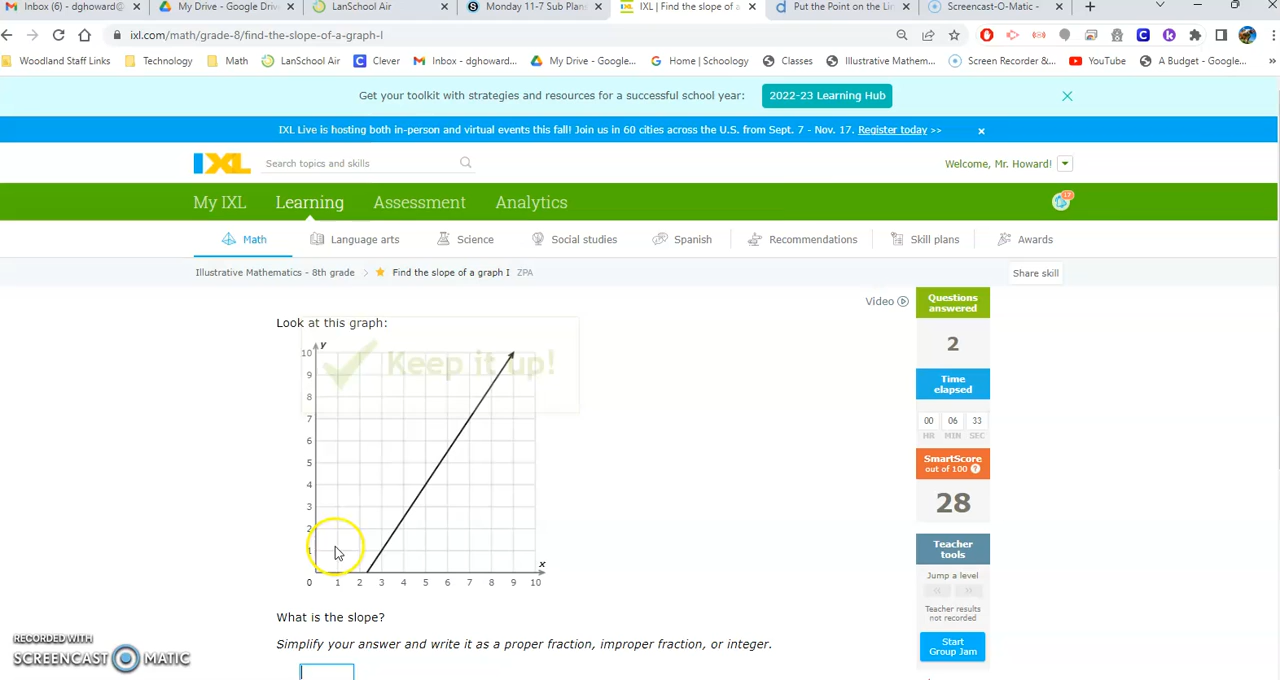 Inbox (6) - dghoward@
My Drive - Google Driv
LanSchool Air
Monday 11-7 Sub Plans
IXL | Find the slope of a
Put the Point on the Lin
Screencast-O-Matic -
ixl.com/math/grade-8/find-the-slope-of-a-graph-I
Woodland Staff Links
Technology
Math
LanSchool Air
Clever
Inbox - dghoward...
My Drive - Google...
Home | Schoology
Classes
Illustrative Mathem...
Screen Recorder &...
YouTube
A Budget - Google...
Get your toolkit with strategies and resources for a successful school year:
2022-23 Learning Hub
IXL Live is hosting both in-person and virtual events this fall! Join us in 60 cities across the U.S. from Sept. 7 - Nov. 17. Register today >>
IXL
Search topics and skills
Welcome, Mr. Howard!
My IXL
Learning
Assessment
Analytics
17
Math
Language arts
Science
Social studies
Spanish
Recommendations
Skill plans
Awards
Illustrative Mathematics - 8th grade > Find the slope of a graph I ZPA
Share skill
Video
Look at this graph:
Keep it up!
y
10
9
8
7
6
5
4
3
2
1
0 1 2 3 4 5 6 7 8 9 10
x
What is the slope?
Simplify your answer and write it as a proper fraction, improper fraction, or integer.
Questions
answered
2
Time
elapsed
00 06 33
HR MIN SEC
SmartScore
out of 100 ?
28
Teacher
tools
Jump a level
Teacher results
not recorded
Start
Group Jam
RECORDED WITH
SCREENCAST MATIC